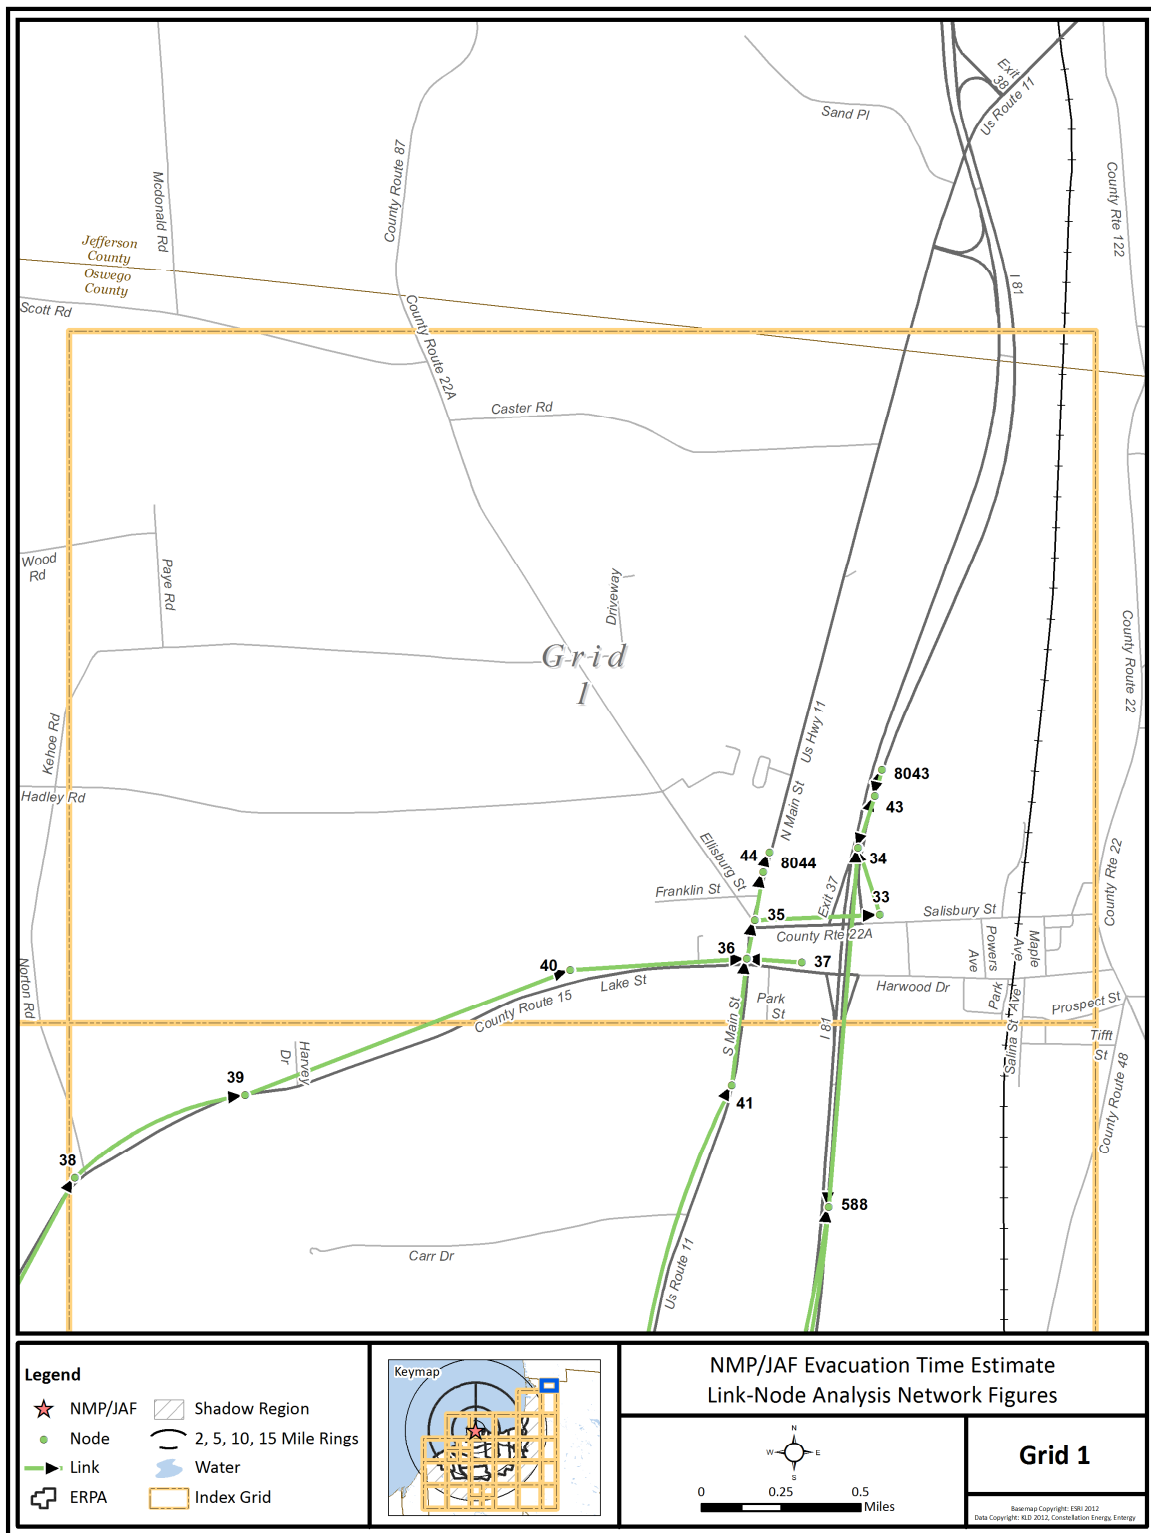 Exit
38
Us Route 11
Sand Pl
County Route 87
Mcdonald Rd
County Rte 122
Jefferson
County
Oswego
County
I 81
Scott Rd
County Route 22A
Caster Rd
Wood
Rd
Paye Rd
Driveway
County Route 22
Grid
1
Us Hwy 11
Kehoe Rd
8043
Hadley Rd
43
N Main St
Ellisburg St
44
8044
34
County Rte 22
Exit 37
Franklin St
33
Salisbury St
35
County Rte 22A
Powers
Ave
Maple
Ave
36
37
40
Norton Rd
Lake St
Harwood Dr
County Route 15
Park
St
Park
Salina St
Ave
Prospect St
S Main St
I 81
Tifft
St
Harvey
Dr
39
41
County Route 48
38
588
Carr Dr
Us Route 11
Legend
NMP/JAF
Shadow Region
Node
2, 5, 10, 15 Mile Rings
Link
Water
ERPA
Index Grid
Keymap
NMP/JAF Evacuation Time Estimate
Link-Node Analysis Network Figures
N
W
E
S
0
0.25
0.5
Miles
Grid 1
Basemap Copyright: ESRI 2012
Data Copyright: KLD 2012, Constellation Energy, Entergy